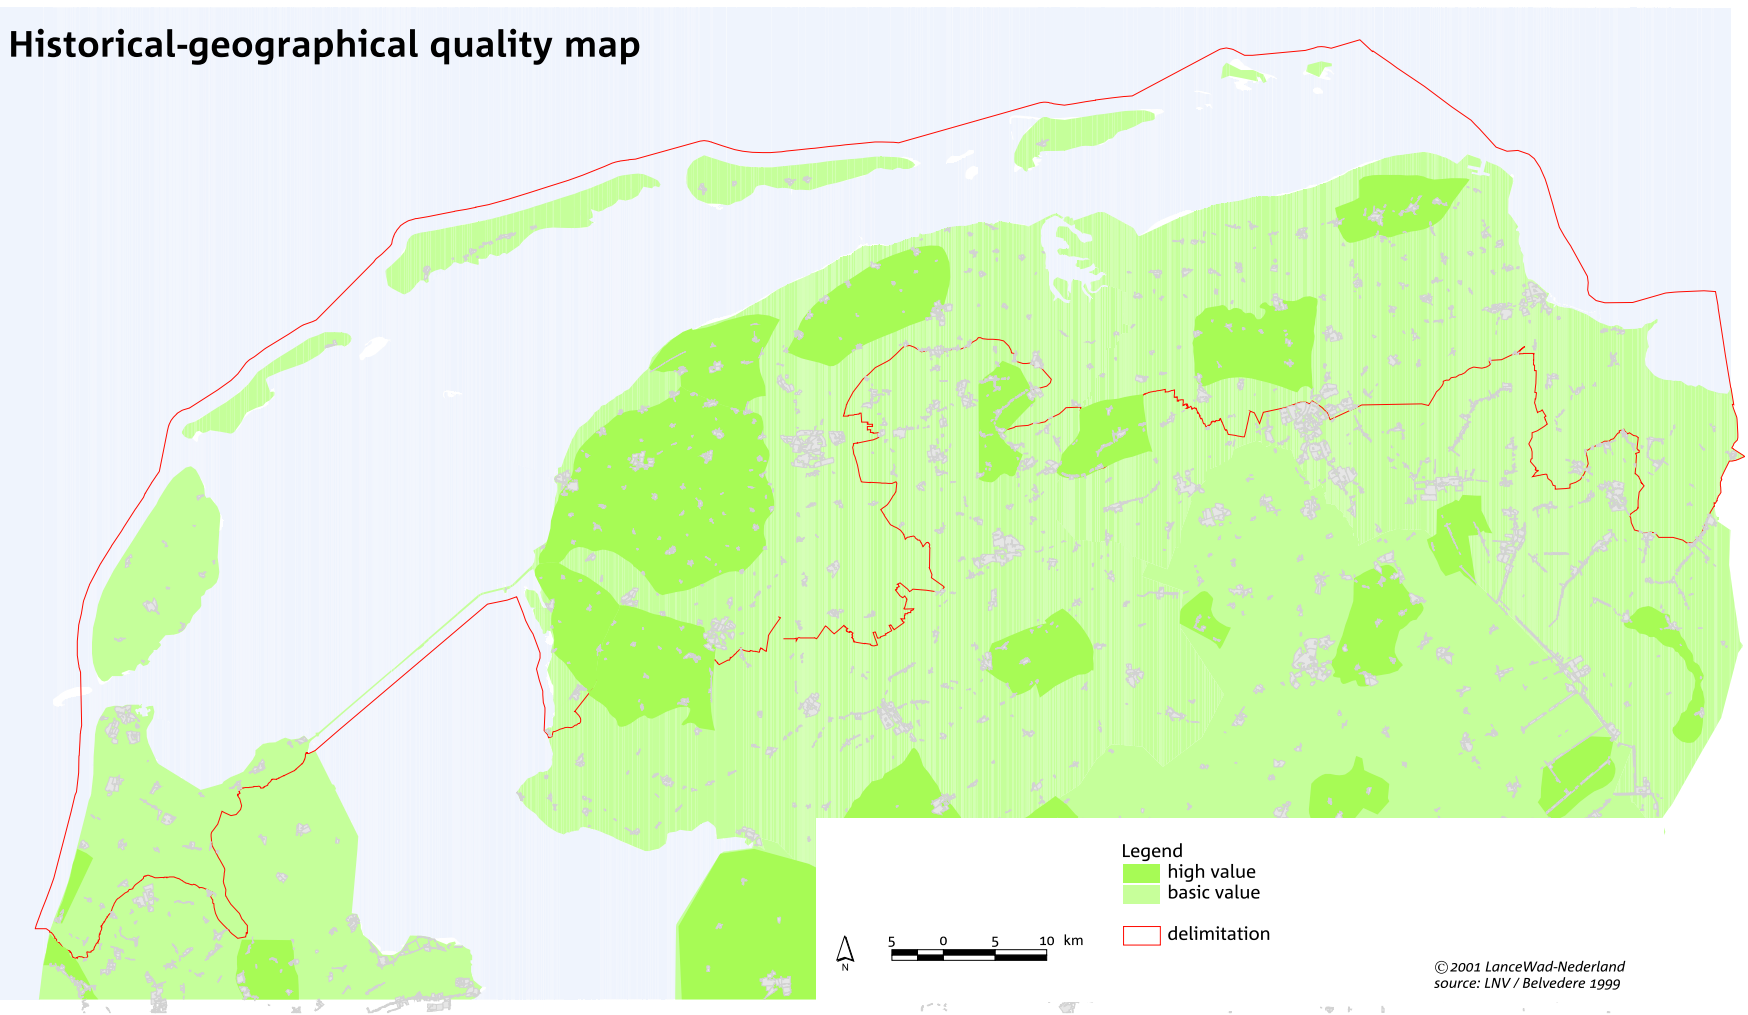 Historical-geographical quality map
Legend
high value
basic value
delimitation
5 0 5 10 km
N
©2001 LanceWad-Nederland
source: LNV / Belvedere 1999